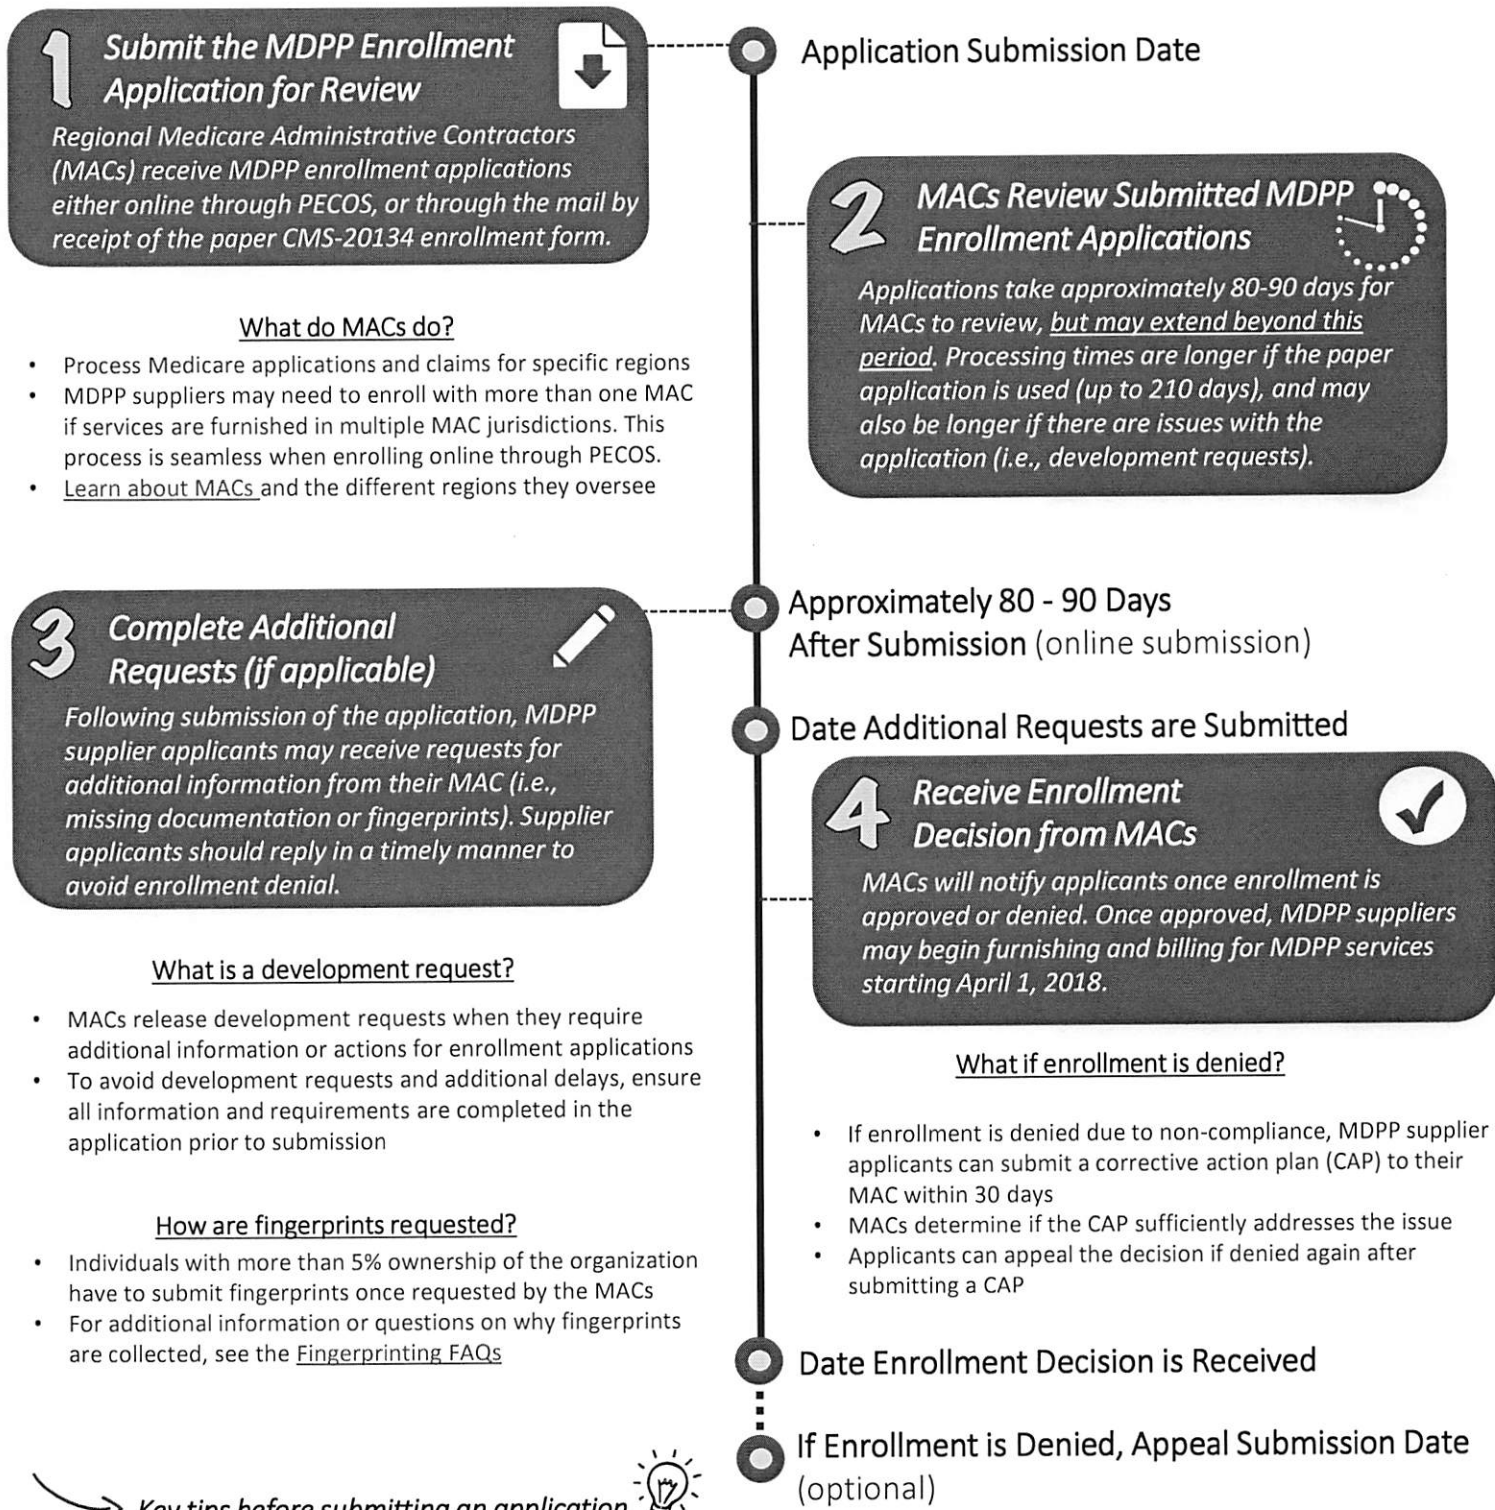 1 Submit the MDPP Enrollment
Application for Review
Regional Medicare Administrative Contractors
(MACs) receive MDPP enrollment applications
either online through PECOS, or through the mail by
receipt of the paper CMS-20134 enrollment form.
Application Submission Date
2 MACs Review Submitted MDPP
Enrollment Applications
Applications take approximately 80-90 days for
MACs to review, but may extend beyond this
period. Processing times are longer if the paper
application is used (up to 210 days), and may
also be longer if there are issues with the
application (i.e., development requests).
What do MACs do?
• Process Medicare applications and claims for specific regions
• MDPP suppliers may need to enroll with more than one MAC
if services are furnished in multiple MAC jurisdictions. This
process is seamless when enrolling online through PECOS.
• Learn about MACs and the different regions they oversee
Approximately 80 - 90 Days
After Submission (online submission)
3 Complete Additional
Requests (if applicable)
Following submission of the application, MDPP
supplier applicants may receive requests for
additional information from their MAC (i.e.,
missing documentation or fingerprints). Supplier
applicants should reply in a timely manner to
avoid enrollment denial.
Date Additional Requests are Submitted
4 Receive Enrollment
Decision from MACs
MACs will notify applicants once enrollment is
approved or denied. Once approved, MDPP suppliers
may begin furnishing and billing for MDPP services
starting April 1, 2018.
What is a development request?
• MACs release development requests when they require
additional information or actions for enrollment applications
• To avoid development requests and additional delays, ensure
all information and requirements are completed in the
application prior to submission
What if enrollment is denied?
• If enrollment is denied due to non-compliance, MDPP supplier
applicants can submit a corrective action plan (CAP) to their
MAC within 30 days
• MACs determine if the CAP sufficiently addresses the issue
• Applicants can appeal the decision if denied again after
submitting a CAP
How are fingerprints requested?
• Individuals with more than 5% ownership of the organization
have to submit fingerprints once requested by the MACs
• For additional information or questions on why fingerprints
are collected, see the Fingerprinting FAQs
Date Enrollment Decision is Received
If Enrollment is Denied, Appeal Submission Date
(optional)
Key tips before submitting an application